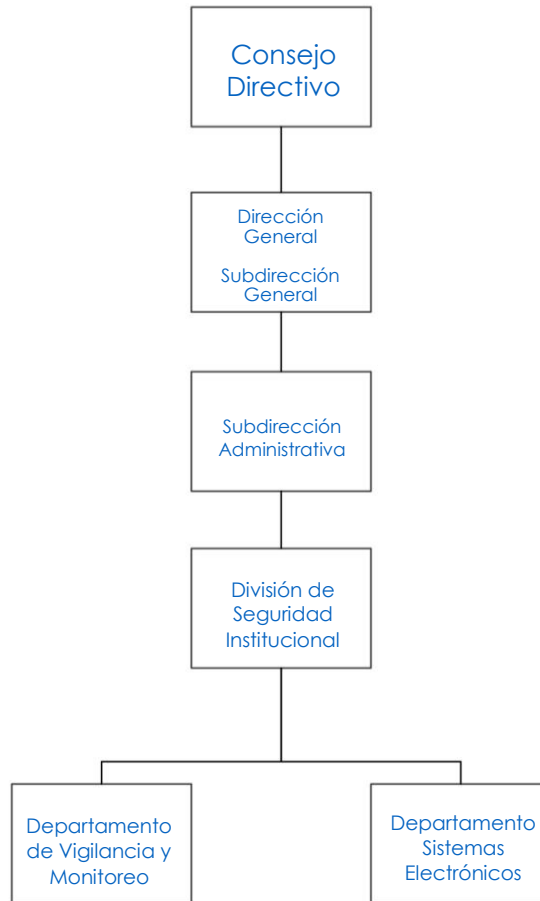 Consejo
Directivo
Dirección
General
Subdirección
General
Subdirección
Administrativa
División de
Seguridad
Institucional
Departamento
de Vigilancia y
Monitoreo
Departamento
Sistemas
Electrónicos